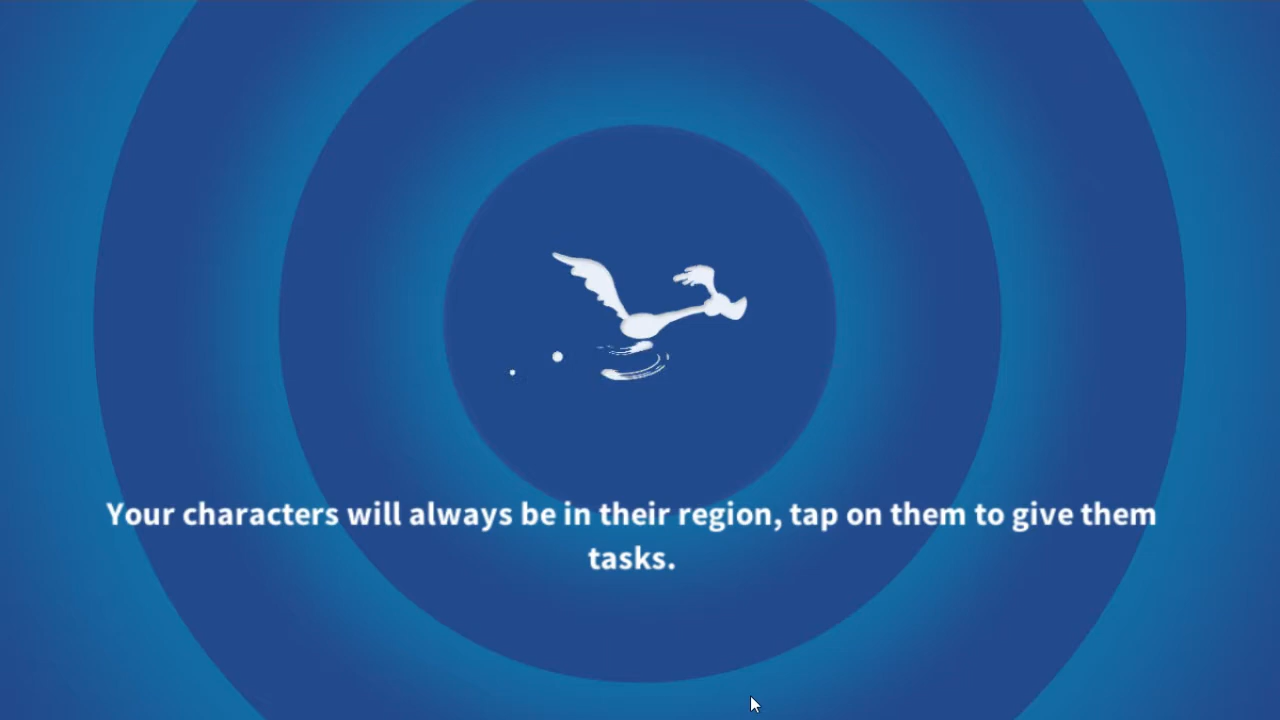 Your characters will always be in their region, tap on them to give them
tasks.